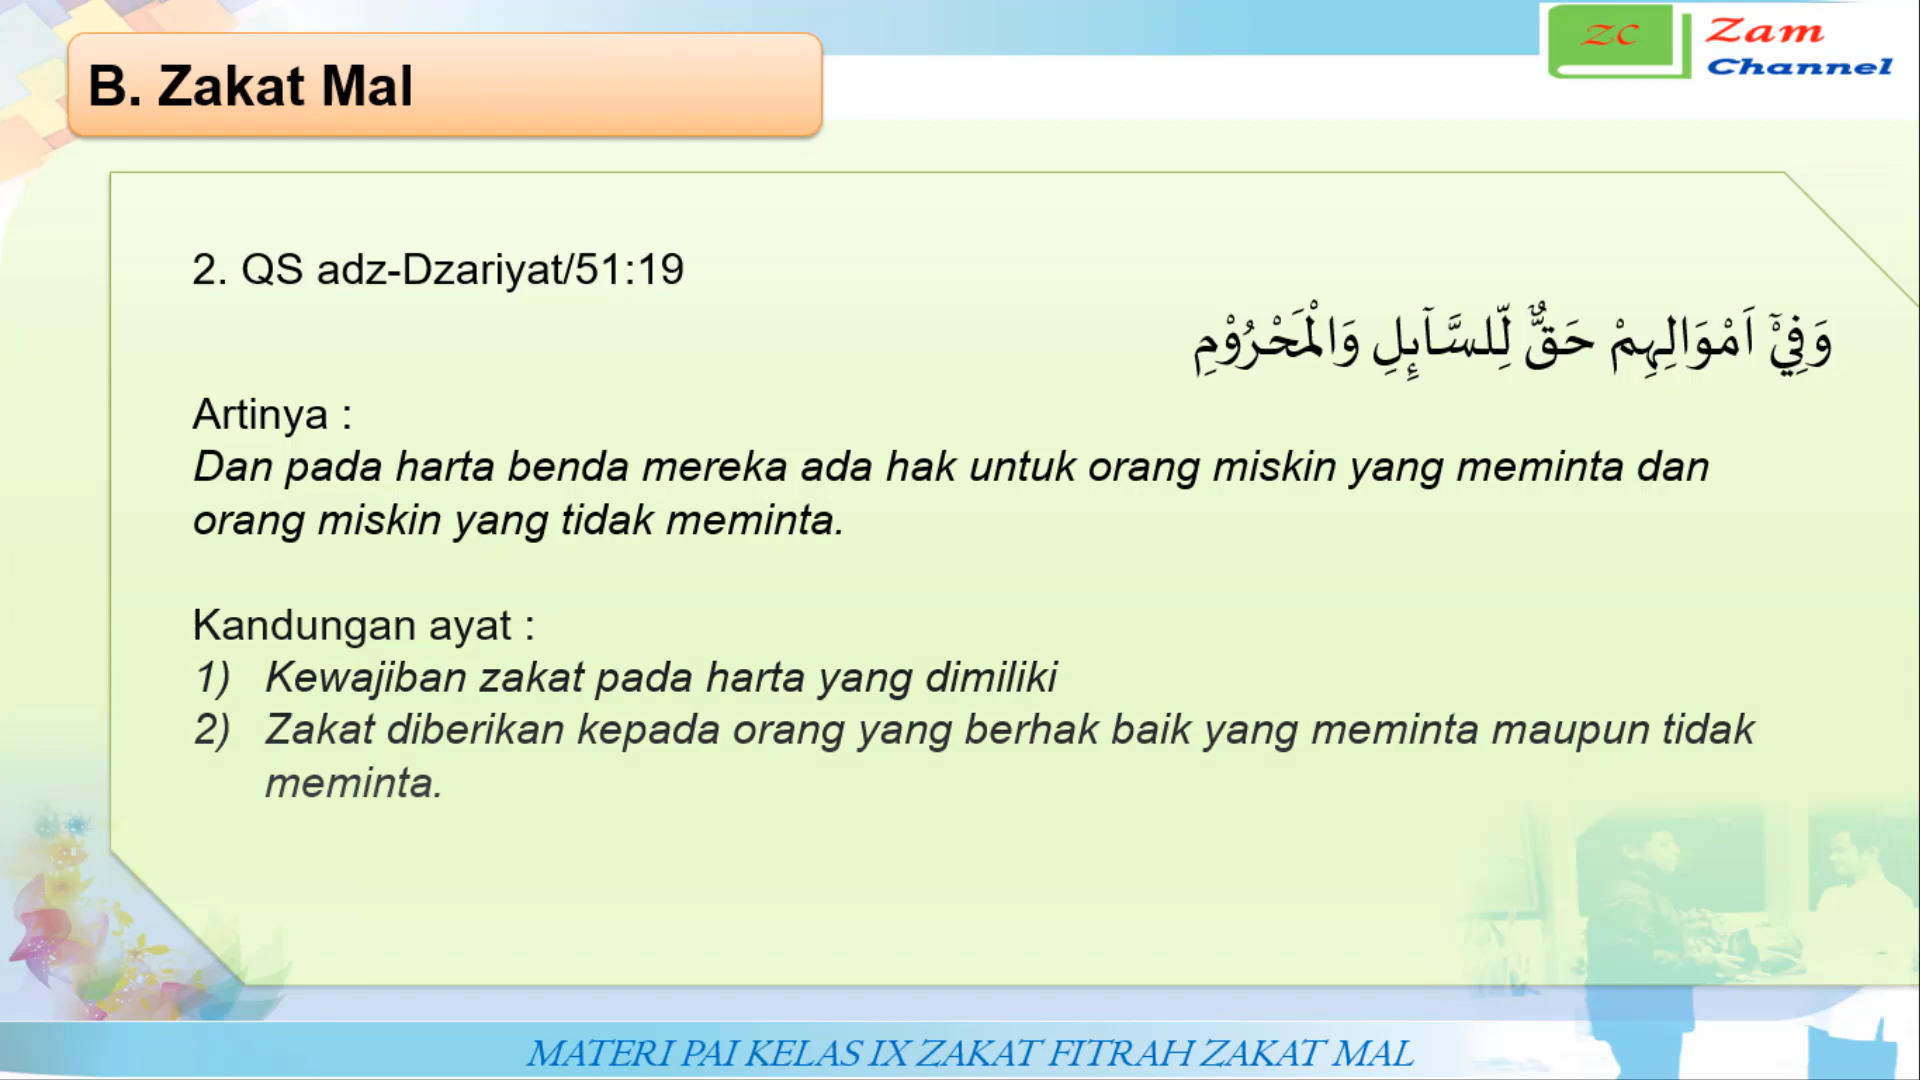 ZC
Zam
Channel
B. Zakat Mal
2. QS adz-Dzariyat/51:19
وَفِيْٓ اَمْوَالِهِمْ حَقٌّ لِّلسَّآىِٕلِ وَالْمَحْرُوْمِ
Artinya :
Dan pada harta benda mereka ada hak untuk orang miskin yang meminta dan
orang miskin yang tidak meminta.
Kandungan ayat :
1) Kewajiban zakat pada harta yang dimiliki
2) Zakat diberikan kepada orang yang berhak baik yang meminta maupun tidak
meminta.
MATERI PAI KELAS IX ZAKAT FITRAH ZAKAT MAL